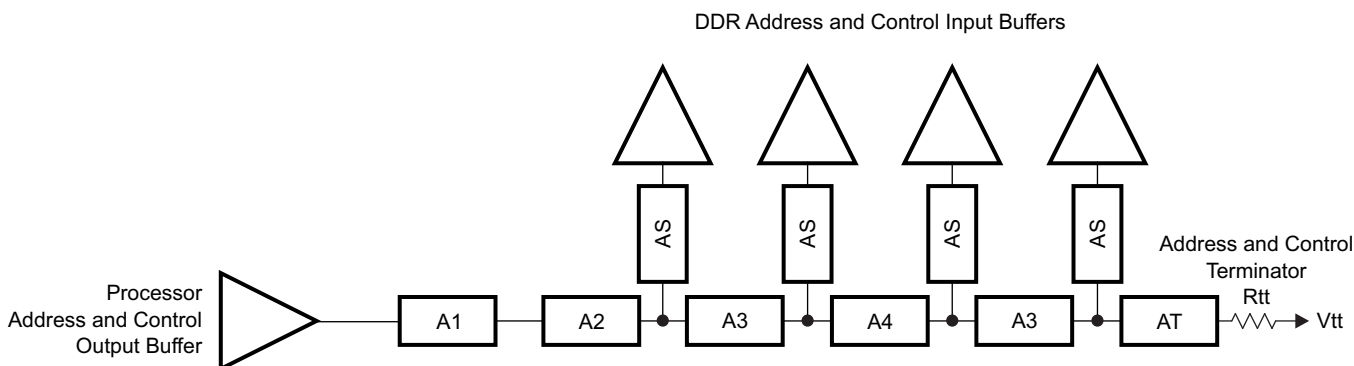 DDR Address and Control Input Buffers
AS
AS
AS
AS
Address and Control
Terminator
Rtt
Processor
Address and Control
Output Buffer
A1
A2
A3
A4
A3
AT
Vtt